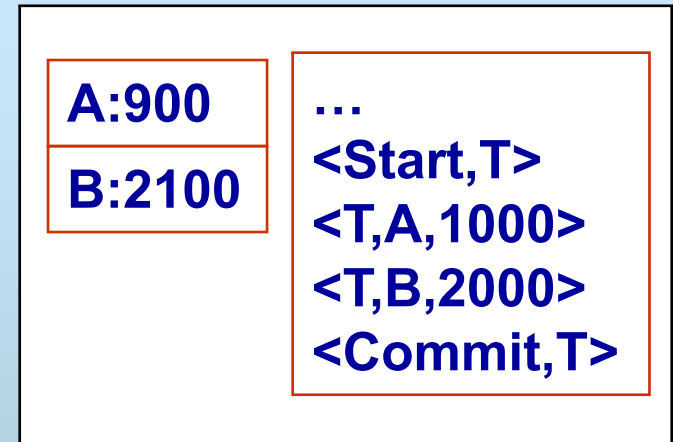 A:900
B:2100
…
<Start,T>
<T,A,1000>
<T,B,2000>
<Commit,T>